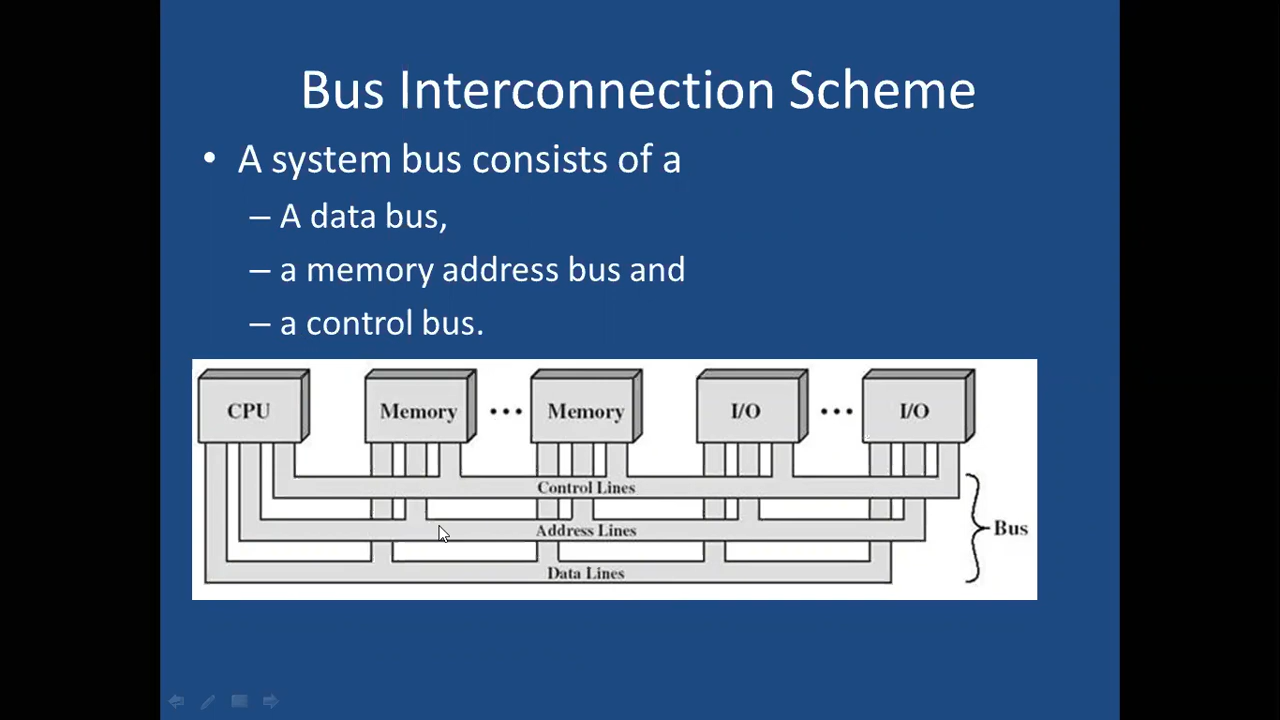 Bus Interconnection Scheme
• A system bus consists of a
– A data bus,
– a memory address bus and
– a control bus.
CPU Memory ••• Memory I/O ••• I/O
Control Lines
Address Lines
Bus
Data Lines